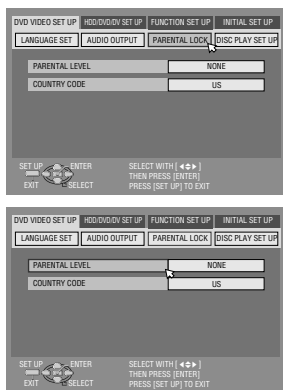 DVD VIDEO SET UP HDD/DVD/DV SET UP FUNCTION SET UP INITIAL SET UP
LANGUAGE SET AUDIO OUTPUT PARENTAL LOCK DISC PLAY SET UP
PARENTAL LEVEL NONE
COUNTRY CODE US
SET UP ENTER SELECT WITH [ ◄♦► ]
THEN PRESS [ENTER]
EXIT SELECT PRESS [SET UP] TO EXIT
DVD VIDEO SET UP HDD/DVD/DV SET UP FUNCTION SET UP INITIAL SET UP
LANGUAGE SET AUDIO OUTPUT PARENTAL LOCK DISC PLAY SET UP
PARENTAL LEVEL NONE
COUNTRY CODE US
SET UP ENTER SELECT WITH [ ◄♦► ]
THEN PRESS [ENTER]
EXIT SELECT PRESS [SET UP] TO EXIT